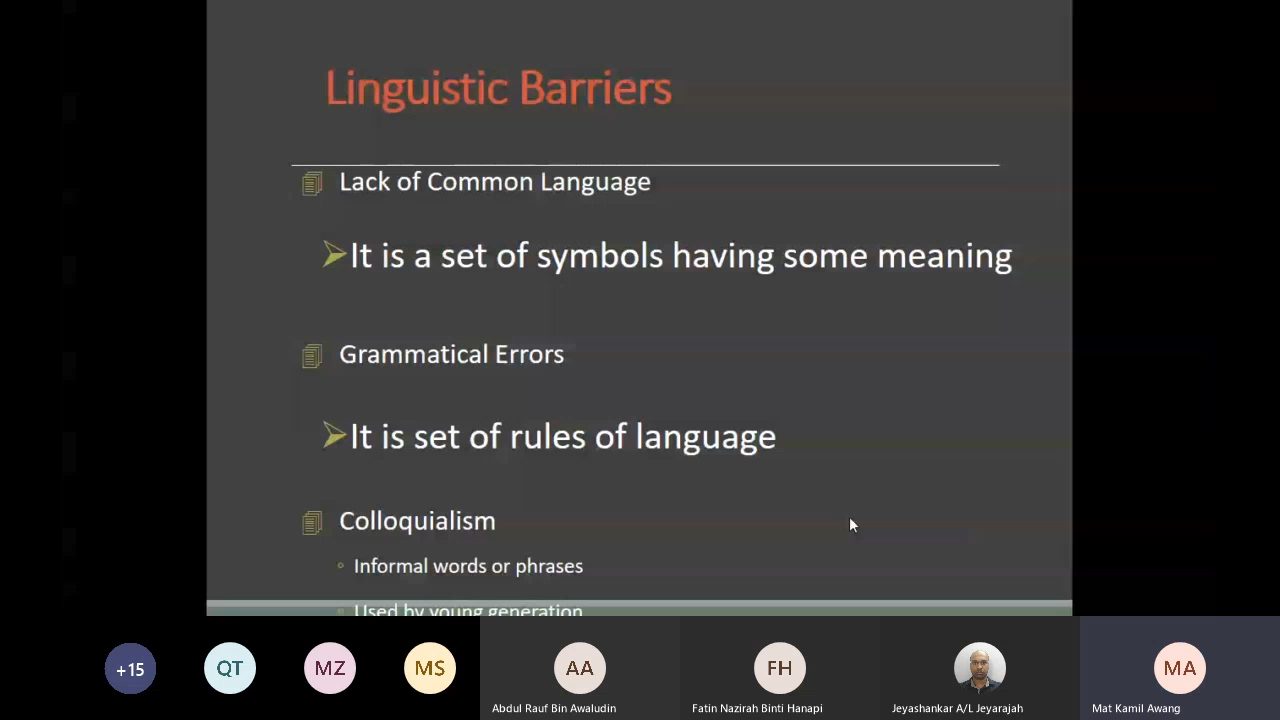 Linguistic Barriers
Lack of Common Language
It is a set of symbols having some meaning
Grammatical Errors
It is set of rules of language
Colloquialism
Informal words or phrases
Used by young generation
+15
QT
MZ
MS
AA
FH
MA
Abdul Rauf Bin Awaludin
Fatin Nazirah Binti Hanapi
Jeyashankar A/L Jeyarajah
Mat Kamil Awang